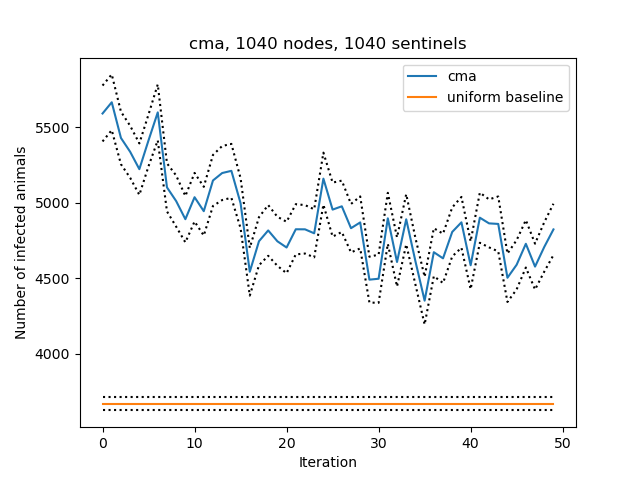 cma, 1040 nodes, 1040 sentinels
cma
uniform baseline
Number of infected animals
5500
5000
4500
4000
0 10 20 30 40 50
Iteration